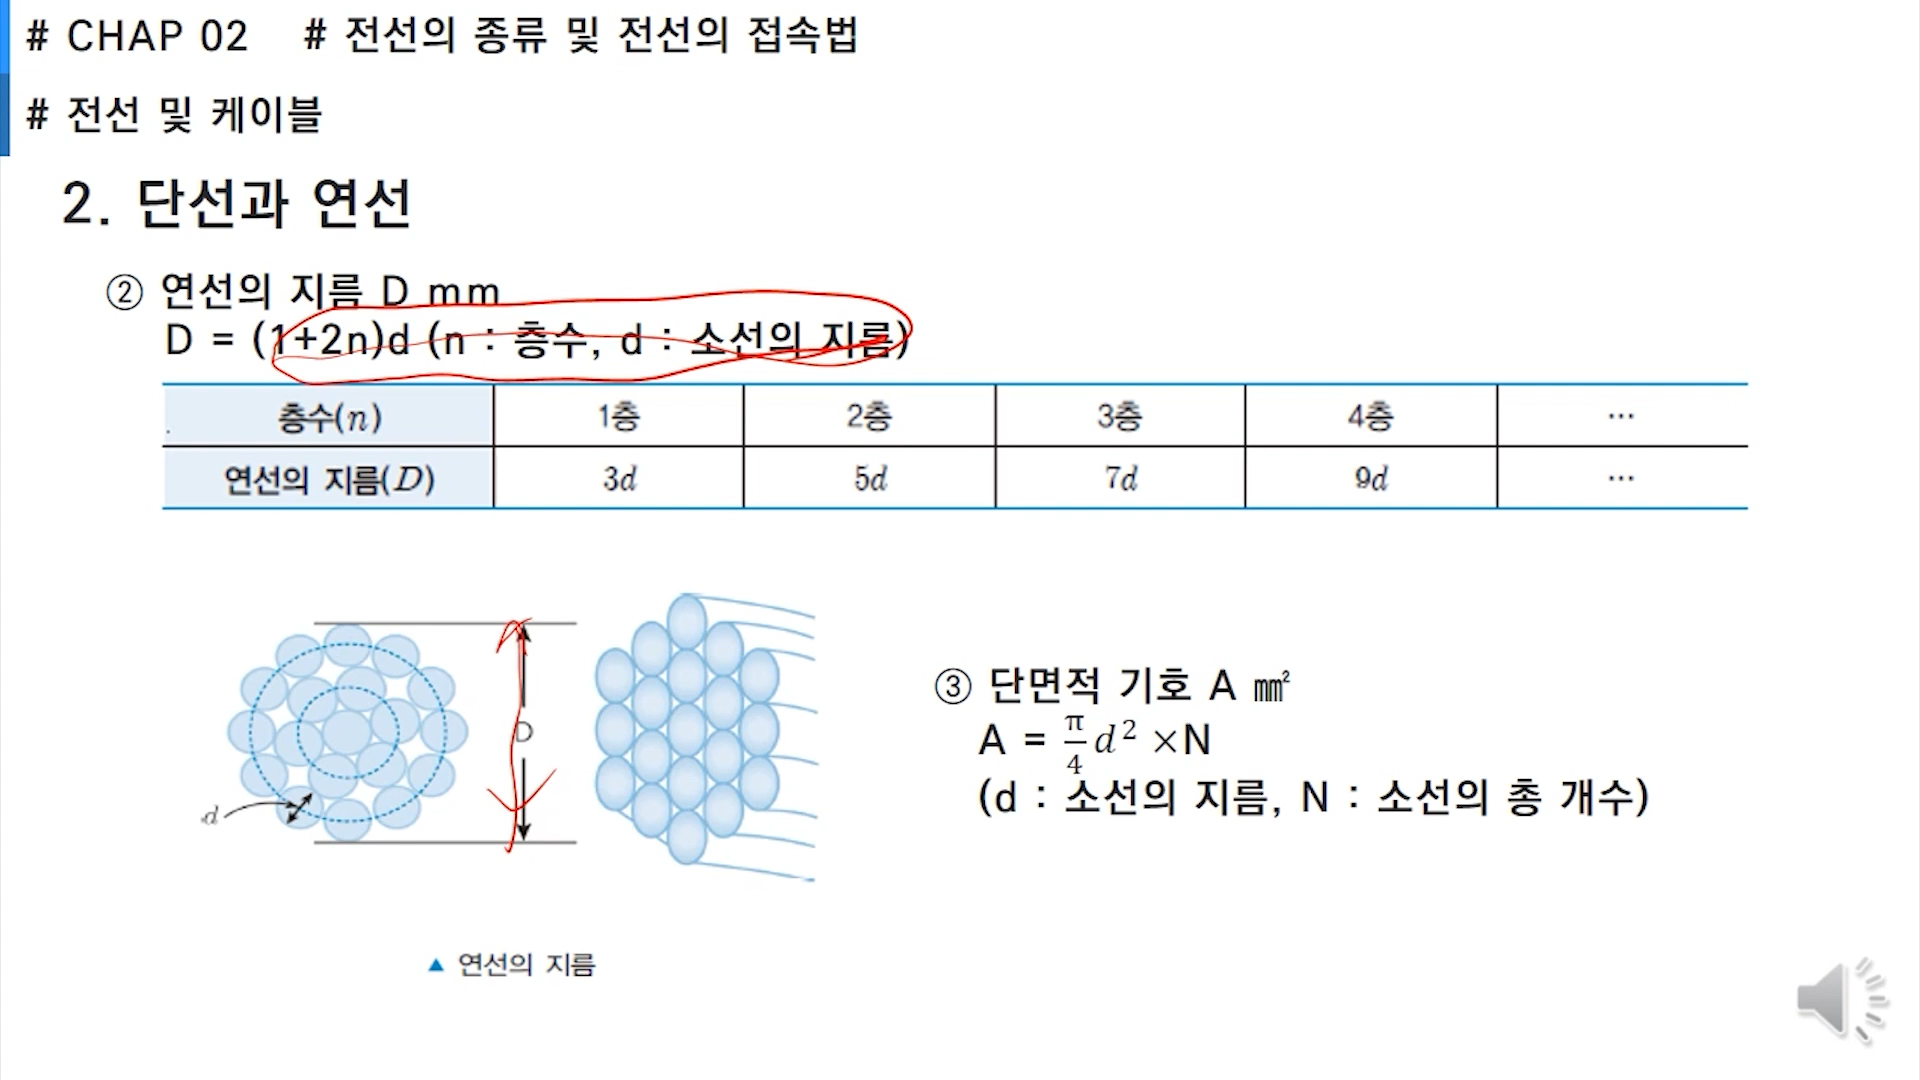 # CHAP 02 # 전선의 종류 및 전선의 접속법
# 전선 및 케이블
2. 단선과 연선
② 연선의 지름 D mm
D = (1+2n)d (n : 층수, d : 소선의 지름)
층수(n) 1층 2층 3층 4층 …
연선의 지름(D) 3d 5d 7d 9d …
D
d
▲ 연선의 지름
③ 단면적 기호 A ㎟
A = π/4 d² ×N
(d : 소선의 지름, N : 소선의 총 개수)